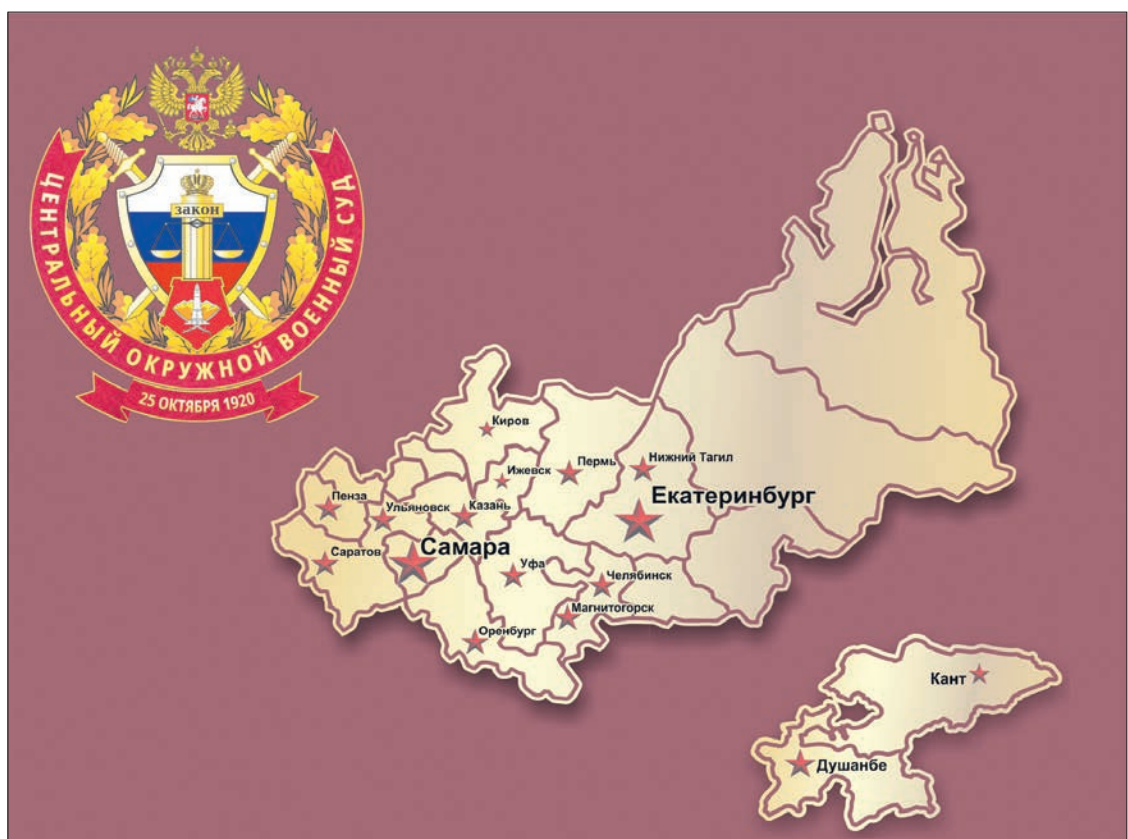 ЦЕНТРАЛЬНЫЙ ОКРУЖНОЙ ВОЕННЫЙ СУД
закон
25 ОКТЯБРЯ 1920
Киров
Ижевск
Пермь
Нижний Тагил
Екатеринбург
Пенза
Ульяновск
Казань
Саратов
Самара
Уфа
Челябинск
Магнитогорск
Оренбург
Кант
Душанбе